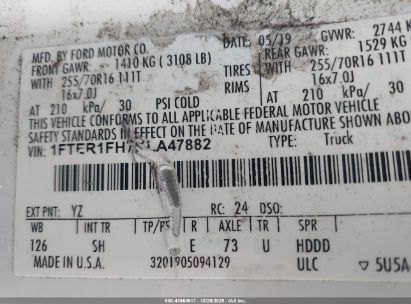 MFD. BY FORD MOTOR CO.
DATE: 05/19 GVWR: 2744 K
FRONT GAWR: 1410 KG ( 3108 LB) REAR GAWR: 1529 KG
WITH WITH
255/70R16 111T TIRES 255/70R16 111T
16x7.0J RIMS 16x7.0J
AT 210 kPa/ 30 PSI COLD AT 210 kPa/ 30
THIS VEHICLE CONFORMS TO ALL APPLICABLE FEDERAL MOTOR VEHICLE
SAFETY STANDARDS IN EFFECT ON THE DATE OF MANUFACTURE SHOWN
VIN: TYPE: Truck
EXT PNT: YZ RC: 24 DSO:
WB INT TR TP/PS R AXLE TR SPR
126 SH E 73 U HDDD
MADE IN U.S.A. 3201905094129 ULC ▽ 5U5A